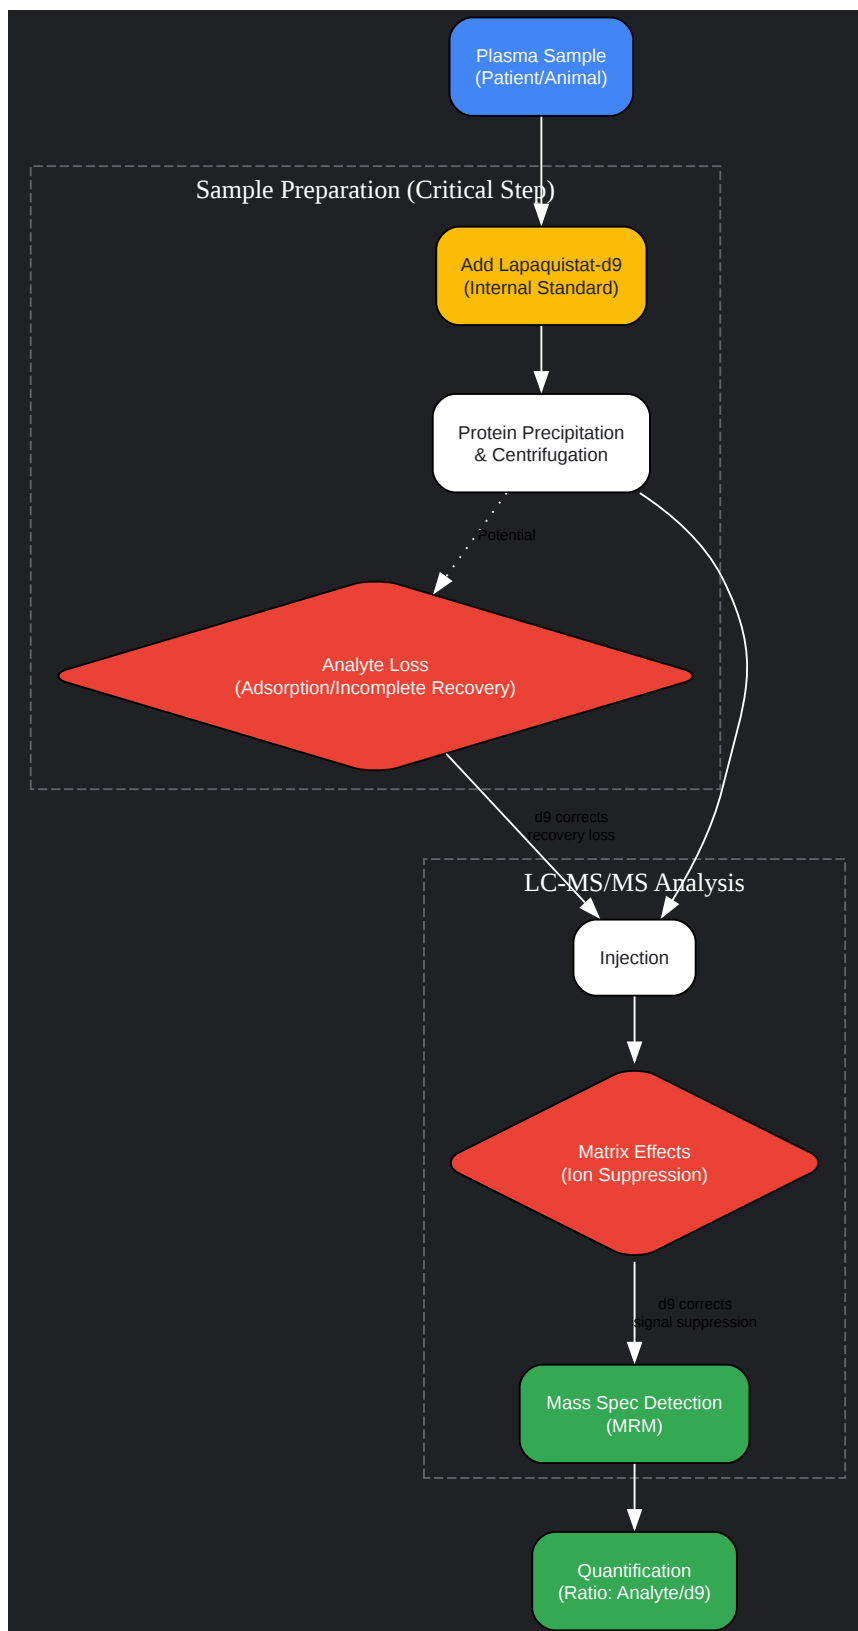 Plasma Sample
(Patient/Animal)
Sample Preparation (Critical Step)
Add Lapaquistat-d9
(Internal Standard)
Protein Precipitation
& Centrifugation
Potential
Analyte Loss
(Adsorption/Incomplete Recovery)
d9 corrects
recovery loss
LC-MS/MS Analysis
Injection
Matrix Effects
(Ion Suppression)
d9 corrects
signal suppression
Mass Spec Detection
(MRM)
Quantification
(Ratio: Analyte/d9)